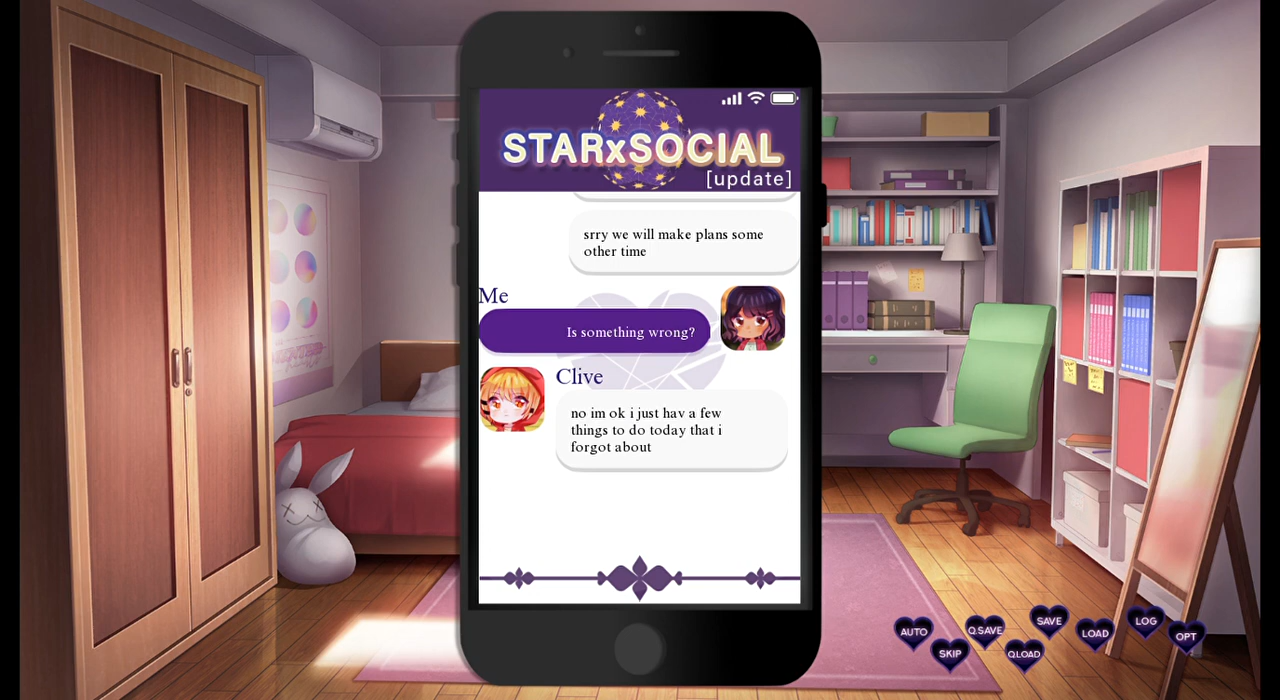 STARxSOCIAL
[update]
srry we will make plans some
other time
Me
Is something wrong?
Clive
no im ok i just hav a few
things to do today that i
forgot about
AUTO
SKIP
Q.SAVE
Q.LOAD
SAVE
LOAD
LOG
OPT